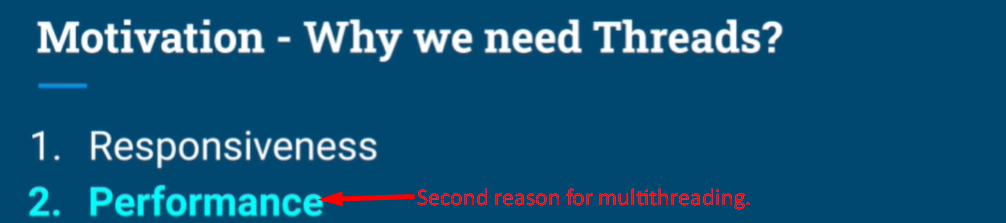 Motivation - Why we need Threads?
1. Responsiveness
2. Performance Second reason for multithreading.